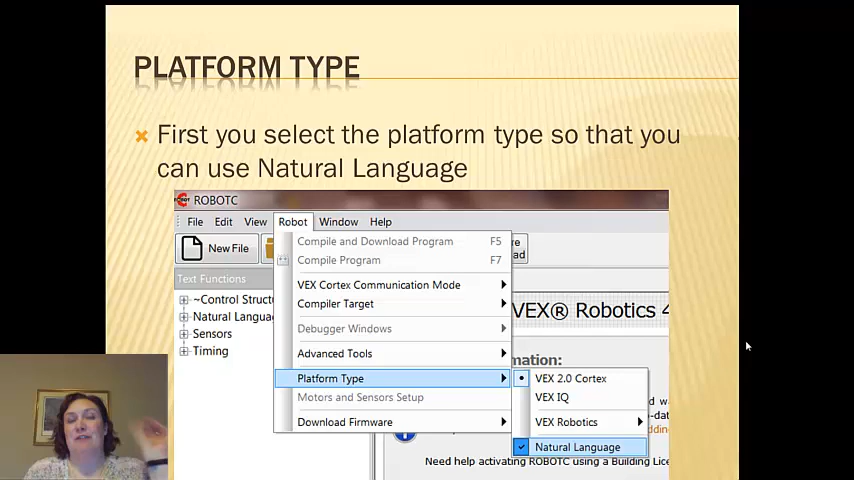 PLATFORM TYPE
First you select the platform type so that you
can use Natural Language
ROBOTC
File Edit View Robot Window Help
New File
Compile and Download Program F5
Compile Program F7
Text Functions
VEX Cortex Communication Mode
~Control Struct
Compiler Target
VEX® Robotics 4
Natural Langua
Debugger Windows
Sensors
Timing
Advanced Tools
mation:
Platform Type
VEX 2.0 Cortex
Motors and Sensors Setup
VEX IQ
Download Firmware
VEX Robotics
Natural Language
Need help activating ROBOTC using a Building Lice